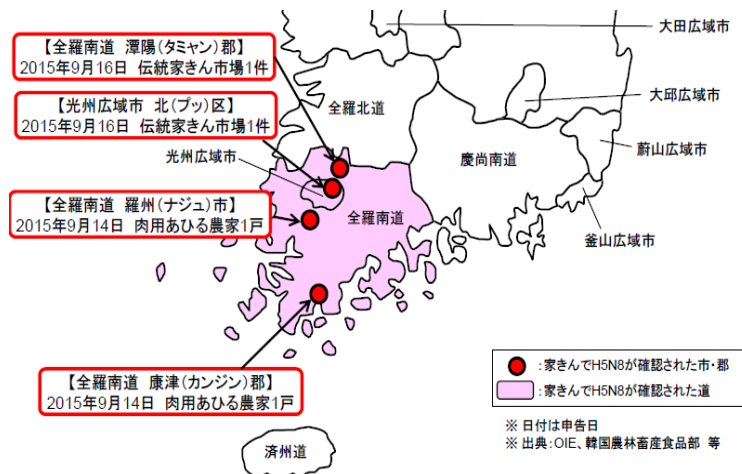 【全羅南道 潭陽(タミャン)郡】
2015年9月16日 伝統家きん市場1件
【光州広域市 北(プッ)区】
2015年9月16日 伝統家きん市場1件
光州広域市
【全羅南道 羅州(ナジュ)市】
2015年9月14日 肉用あひる農家1戸
【全羅南道 康津(カンジン)郡】
2015年9月14日 肉用あひる農家1戸
全羅北道
全羅南道
慶尚南道
大田広域市
大邱広域市
蔚山広域市
釜山広域市
済州道
:家きんでH5N8が確認された市・郡
:家きんでH5N8が確認された道
※ 日付は申告日
※ 出典:OIE、韓国農林畜産食品部 等